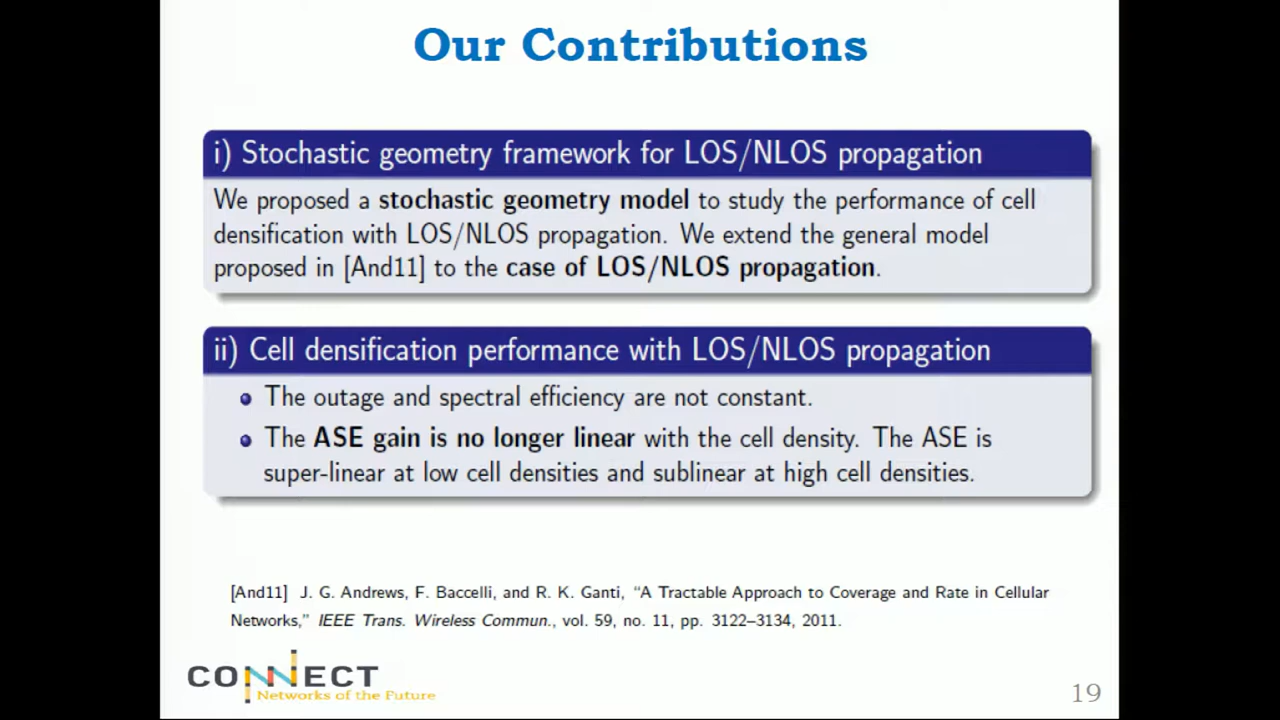 Our Contributions
i) Stochastic geometry framework for LOS/NLOS propagation
We proposed a stochastic geometry model to study the performance of cell
densification with LOS/NLOS propagation. We extend the general model
proposed in [And11] to the case of LOS/NLOS propagation.
ii) Cell densification performance with LOS/NLOS propagation
The outage and spectral efficiency are not constant.
The ASE gain is no longer linear with the cell density. The ASE is
super-linear at low cell densities and sublinear at high cell densities.
[And11] J. G. Andrews, F. Baccelli, and R. K. Ganti, “A Tractable Approach to Coverage and Rate in Cellular
Networks,” IEEE Trans. Wireless Commun., vol. 59, no. 11, pp. 3122–3134, 2011.
CONNECT
Networks of the Future
19